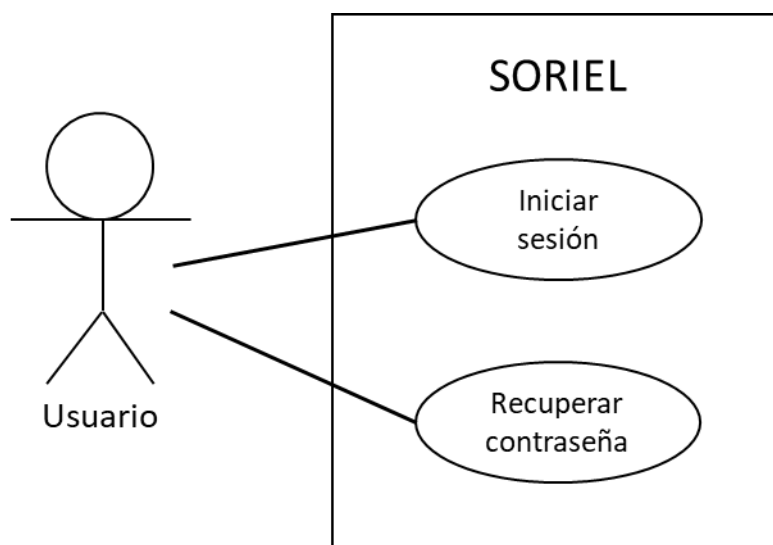 SORIEL
Iniciar
sesión
Recuperar
contraseña
Usuario